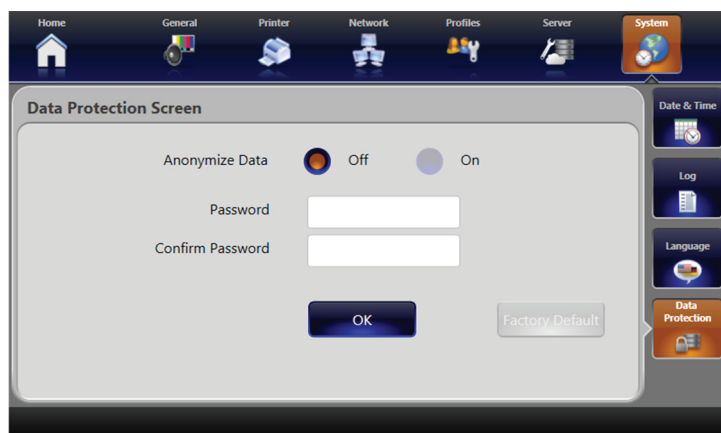 Home General Printer Network Profiles Server System
Data Protection Screen
Date & Time
Anonymize Data Off On
Log
Password
Confirm Password
Language
OK Factory Default
Data
Protection